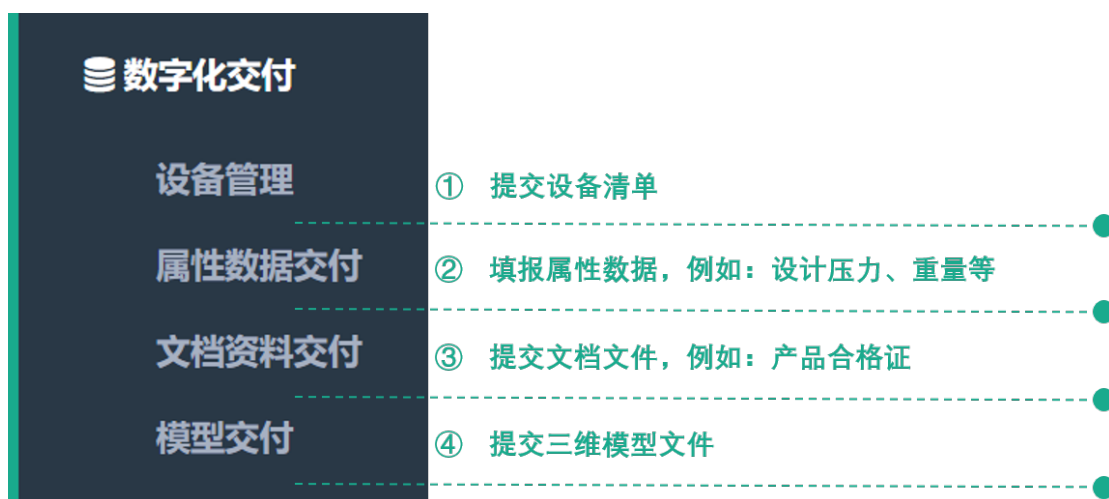 数字化交付
设备管理
① 提交设备清单
属性数据交付
② 填报属性数据，例如：设计压力、重量等
文档资料交付
③ 提交文档文件，例如：产品合格证
模型交付
④ 提交三维模型文件